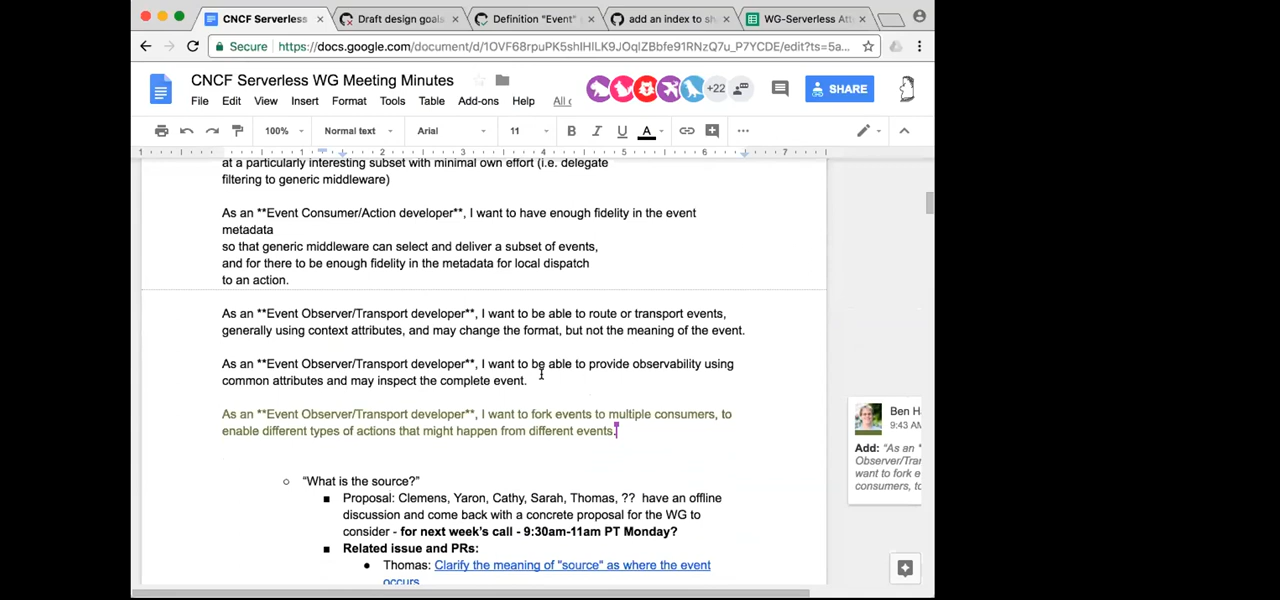 CNCF Serverless
Draft design goals
Definition "Event"
add an index to sh
WG-Serverless Att
Secure
https://docs.google.com/document/d/1OVF68rpuPK5shIHILK9JOqlZBbfe91RNzQ7u_P7YCDE/edit?ts=5a...
CNCF Serverless WG Meeting Minutes
+22
SHARE
File Edit View Insert Format Tools Table Add-ons Help All c
100% Normal text Arial 11 B I U A
1 1 2 3 4 5 6 7
at a particularly interesting subset with minimal own effort (i.e. delegate
filtering to generic middleware)
As an **Event Consumer/Action developer**, I want to have enough fidelity in the event
metadata
so that generic middleware can select and deliver a subset of events,
and for there to be enough fidelity in the metadata for local dispatch
to an action.
As an **Event Observer/Transport developer**, I want to be able to route or transport events,
generally using context attributes, and may change the format, but not the meaning of the event.
As an **Event Observer/Transport developer**, I want to be able to provide observability using
common attributes and may inspect the complete event.
As an **Event Observer/Transport developer**, I want to fork events to multiple consumers, to
enable different types of actions that might happen from different events.
Ben H
9:43 AM
Add: "As an *
Observer/Tra
want to fork e
consumers, to
"What is the source?"
Proposal: Clemens, Yaron, Cathy, Sarah, Thomas, ?? have an offline
discussion and come back with a concrete proposal for the WG to
consider - for next week's call - 9:30am-11am PT Monday?
Related issue and PRs:
Thomas: Clarify the meaning of "source" as where the event
occurs